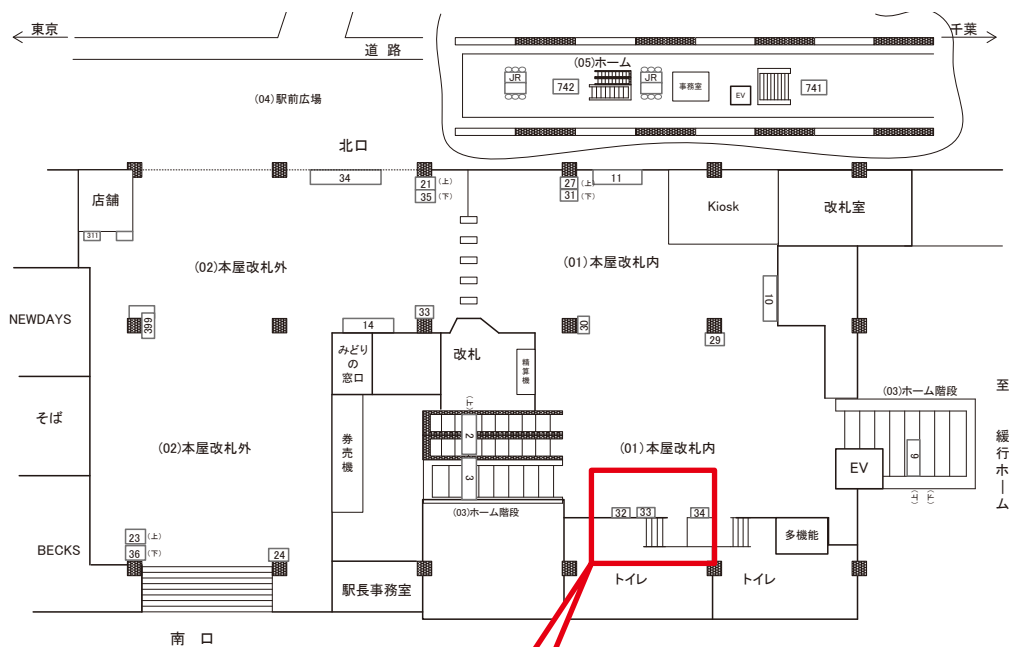 東京
千葉
道 路
(05)ホーム
JR
JR
742
事務室
EV
741
(04)駅前広場
北口
34
21 (上)
35 (下)
27 (上)
31 (下)
11
店舗
311
Kiosk
改札室
(02)本屋改札外
(01)本屋改札内
10
NEWDAYS
399
14
33
30
29
みどり
の
窓口
改札
精算機
(03)ホーム階段
至 緩行ホーム
そば
(02)本屋改札外
券売機
(上)
2
3
(01)本屋改札内
EV
9
(上)
(下)
(03)ホーム階段
32
33
34
多機能
BECKS
23 (上)
36 (下)
24
駅長事務室
トイレ
トイレ
南 口